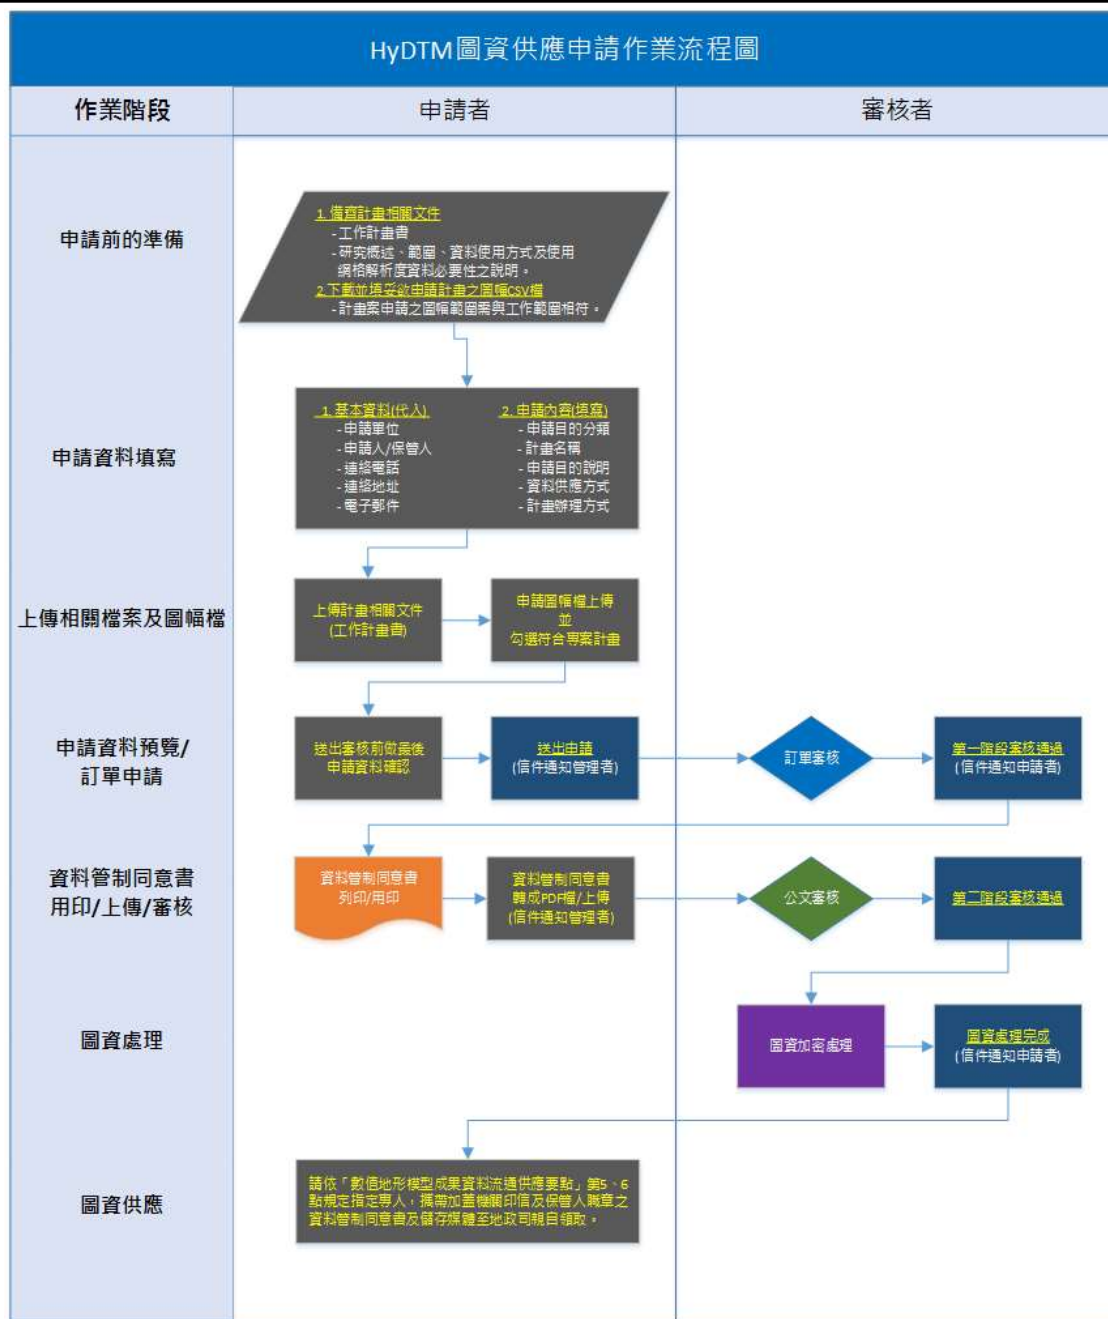 HyDTM圖資供應申請作業流程圖
作業階段
申請者
審核者
申請前的準備
1. 備齊計畫相關文件
- 工作計畫書
- 研究概述、範圍、資料使用方式及使用
網格解析度資料必要性之說明。
2.下載並填妥欲申請計畫之圖幅CSV檔
- 計畫案申請之圖幅範圍需與工作範圍相符。
申請資料填寫
1. 基本資料(代入)
- 申請單位
- 申請人/保管人
- 連絡電話
- 連絡地址
- 電子郵件
2. 申請內容(填寫)
- 申請目的分類
- 計畫名稱
- 申請目的說明
- 資料供應方式
- 計畫辦理方式
上傳相關檔案及圖幅檔
上傳計畫相關文件
(工作計畫書)
申請圖幅檔上傳
並
勾選符合專案計畫
申請資料預覽/
訂單申請
送出審核前做最後
申請資料確認
送出申請
(信件通知管理者)
訂單審核
第一階段審核通過
(信件通知申請者)
資料管制同意書
用印/上傳/審核
資料管制同意書
列印/用印
資料管制同意書
轉成PDF檔/上傳
(信件通知管理者)
公文審核
第二階段審核通過
圖資處理
圖資加密處理
圖資處理完成
(信件通知申請者)
圖資供應
請依「數值地形模型成果資料流通供應要點」第5、6
點規定指定專人，攜帶加蓋機關印信及保管人職章之
資料管制同意書及儲存媒體至地政司親自領取。